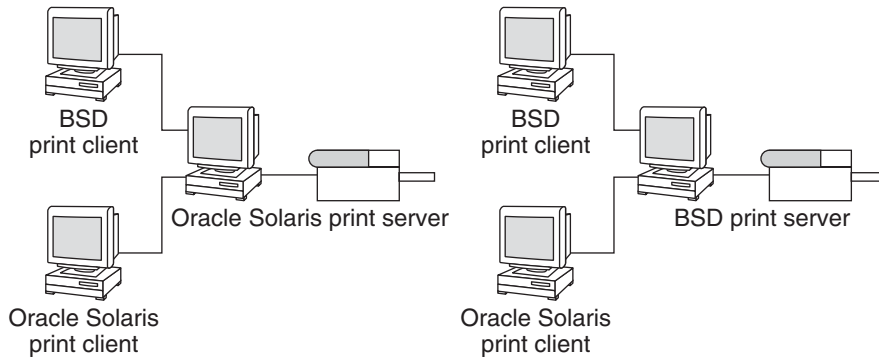 BSD
print client
Oracle Solaris print server
Oracle Solaris
print client
BSD
print client
BSD print server
Oracle Solaris
print client